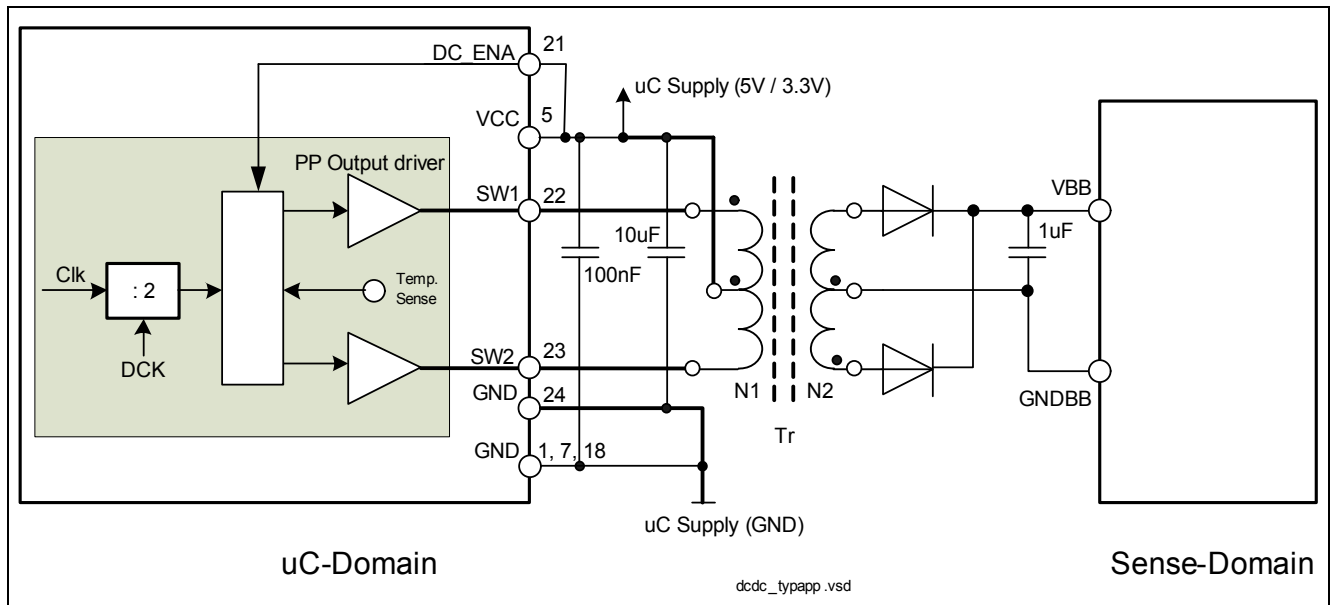 DC_ENA
21
uC Supply (5V / 3.3V)
VCC
5
PP Output driver
SW1
22
VBB
10uF
100nF
1uF
Clk
: 2
Temp.
Sense
DCK
SW2
23
N1
N2
GNDBB
GND
24
Tr
GND
1, 7, 18
uC Supply (GND)
uC-Domain
Sense-Domain
dcdc_typapp.vsd